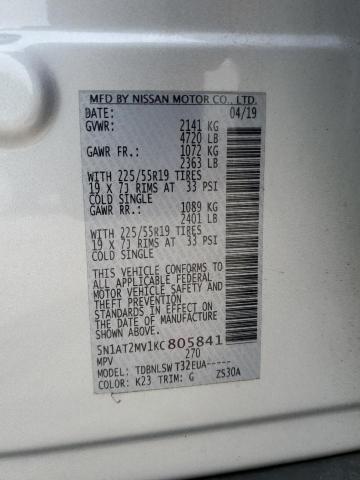 MFD BY NISSAN MOTOR CO., LTD.
DATE: 04/19
GVWR: 2141 KG
4720 LB
GAWR FR.: 1072 KG
2363 LB
WITH 225/55R19 TIRES
19 X 7J RIMS AT 33 PSI
COLD SINGLE
GAWR RR.: 1089 KG
2401 LB
WITH 225/55R19 TIRES
19 X 7J RIMS AT 33 PSI
COLD SINGLE
THIS VEHICLE CONFORMS TO
ALL APPLICABLE FEDERAL
MOTOR VEHICLE SAFETY
AND THEFT PREVENTION
STANDARDS IN EFFECT ON
THE DATE OF MANUFACTURE
SHOWN ABOVE.
5N1AT2MV1KC805841
MPV 270
MODEL: TDBNLSWT32EUA-----
COLOR: K23 TRIM: G ZS30A